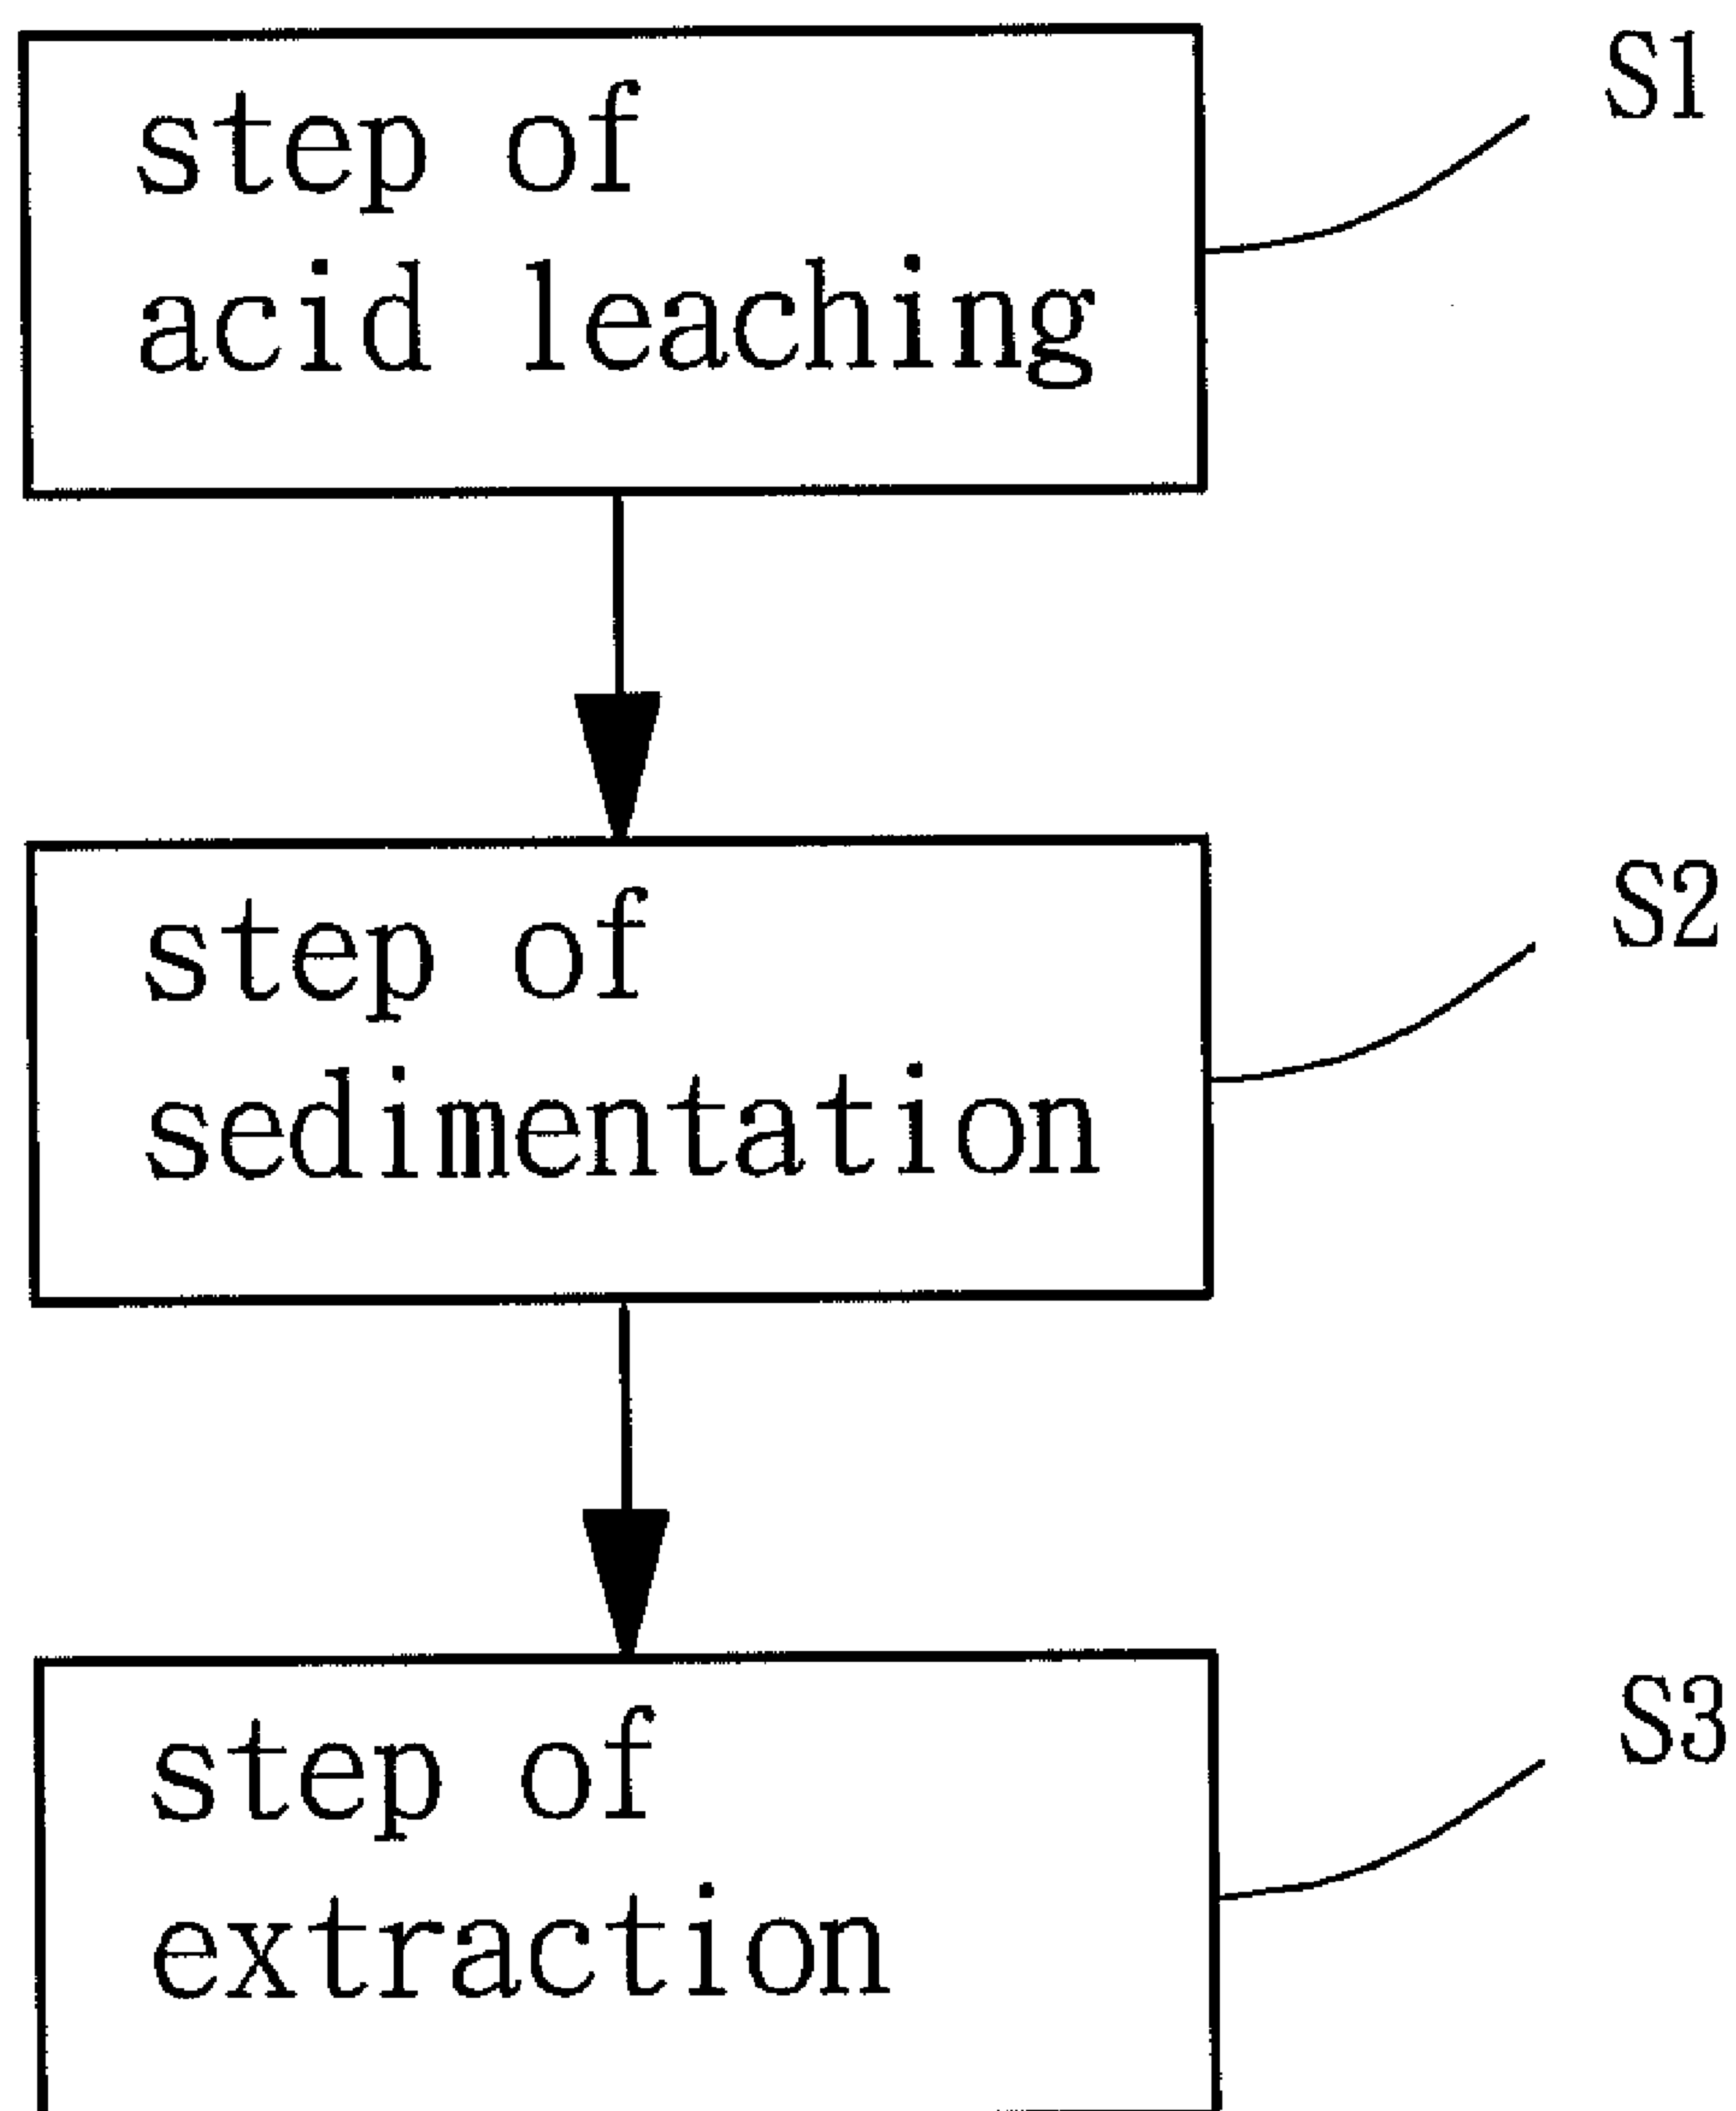 step of
acid leaching
S1
step of
sedimentation
S2
step of
extraction
S3